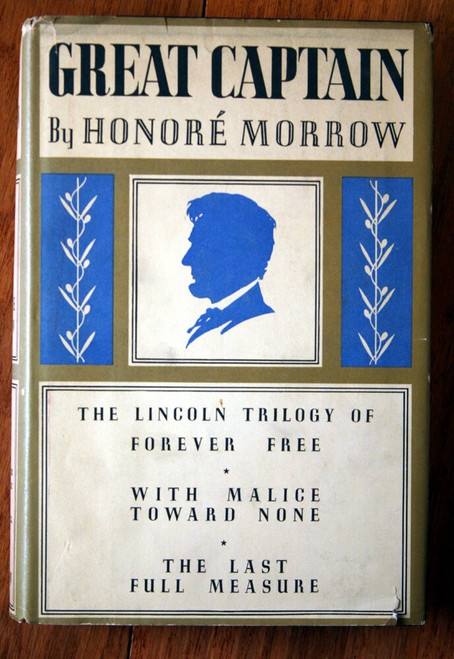 GREAT CAPTAIN
By HONORÉ MORROW
THE LINCOLN TRILOGY OF
FOREVER FREE
WITH MALICE
TOWARD NONE
THE LAST
FULL MEASURE